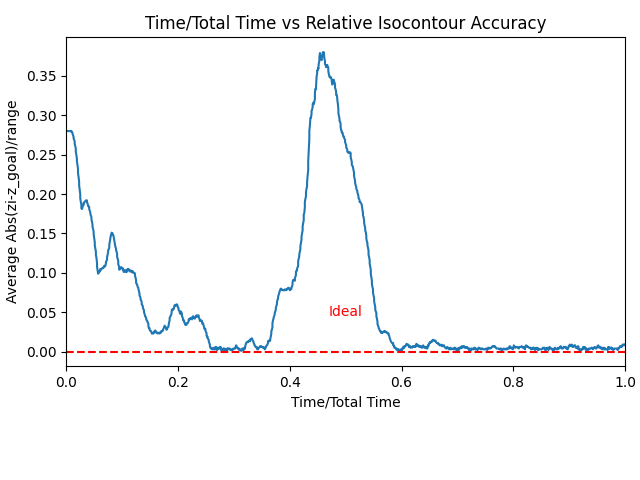 Time/Total Time vs Relative Isocontour Accuracy
Average Abs(zi-z_goal)/range
0.35
0.30
0.25
0.20
0.15
0.10
0.05
0.00
Ideal
0.0 0.2 0.4 0.6 0.8 1.0
Time/Total Time